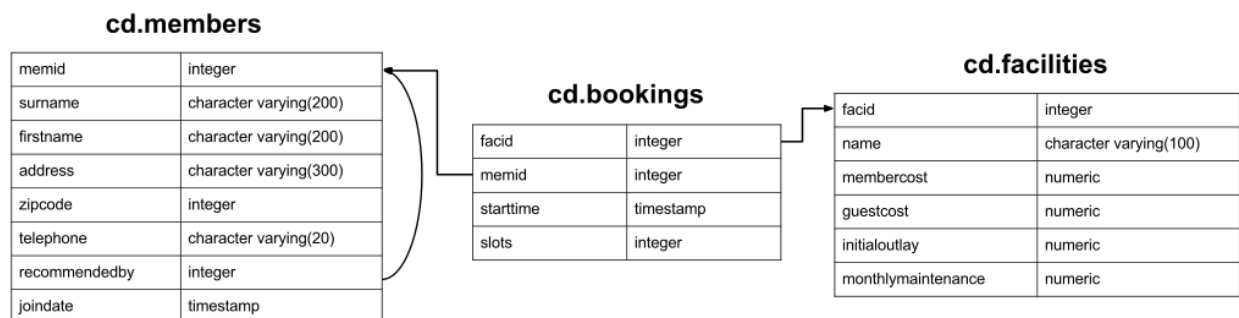 cd.members
memid integer
surname character varying(200)
firstname character varying(200)
address character varying(300)
zipcode integer
telephone character varying(20)
recommendedby integer
joindate timestamp
cd.bookings
facid integer
memid integer
starttime timestamp
slots integer
cd.facilities
facid integer
name character varying(100)
membercost numeric
guestcost numeric
initialoutlay numeric
monthlymaintenance numeric